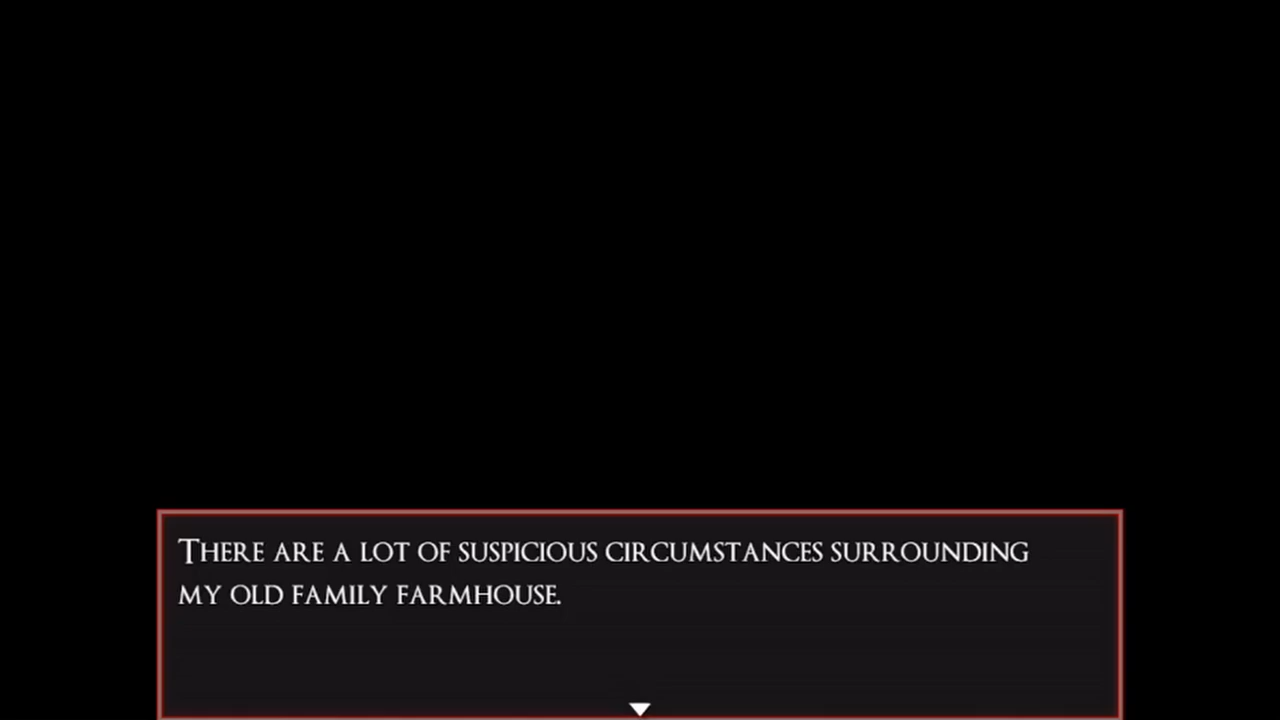 There are a lot of suspicious circumstances surrounding
my old family farmhouse.